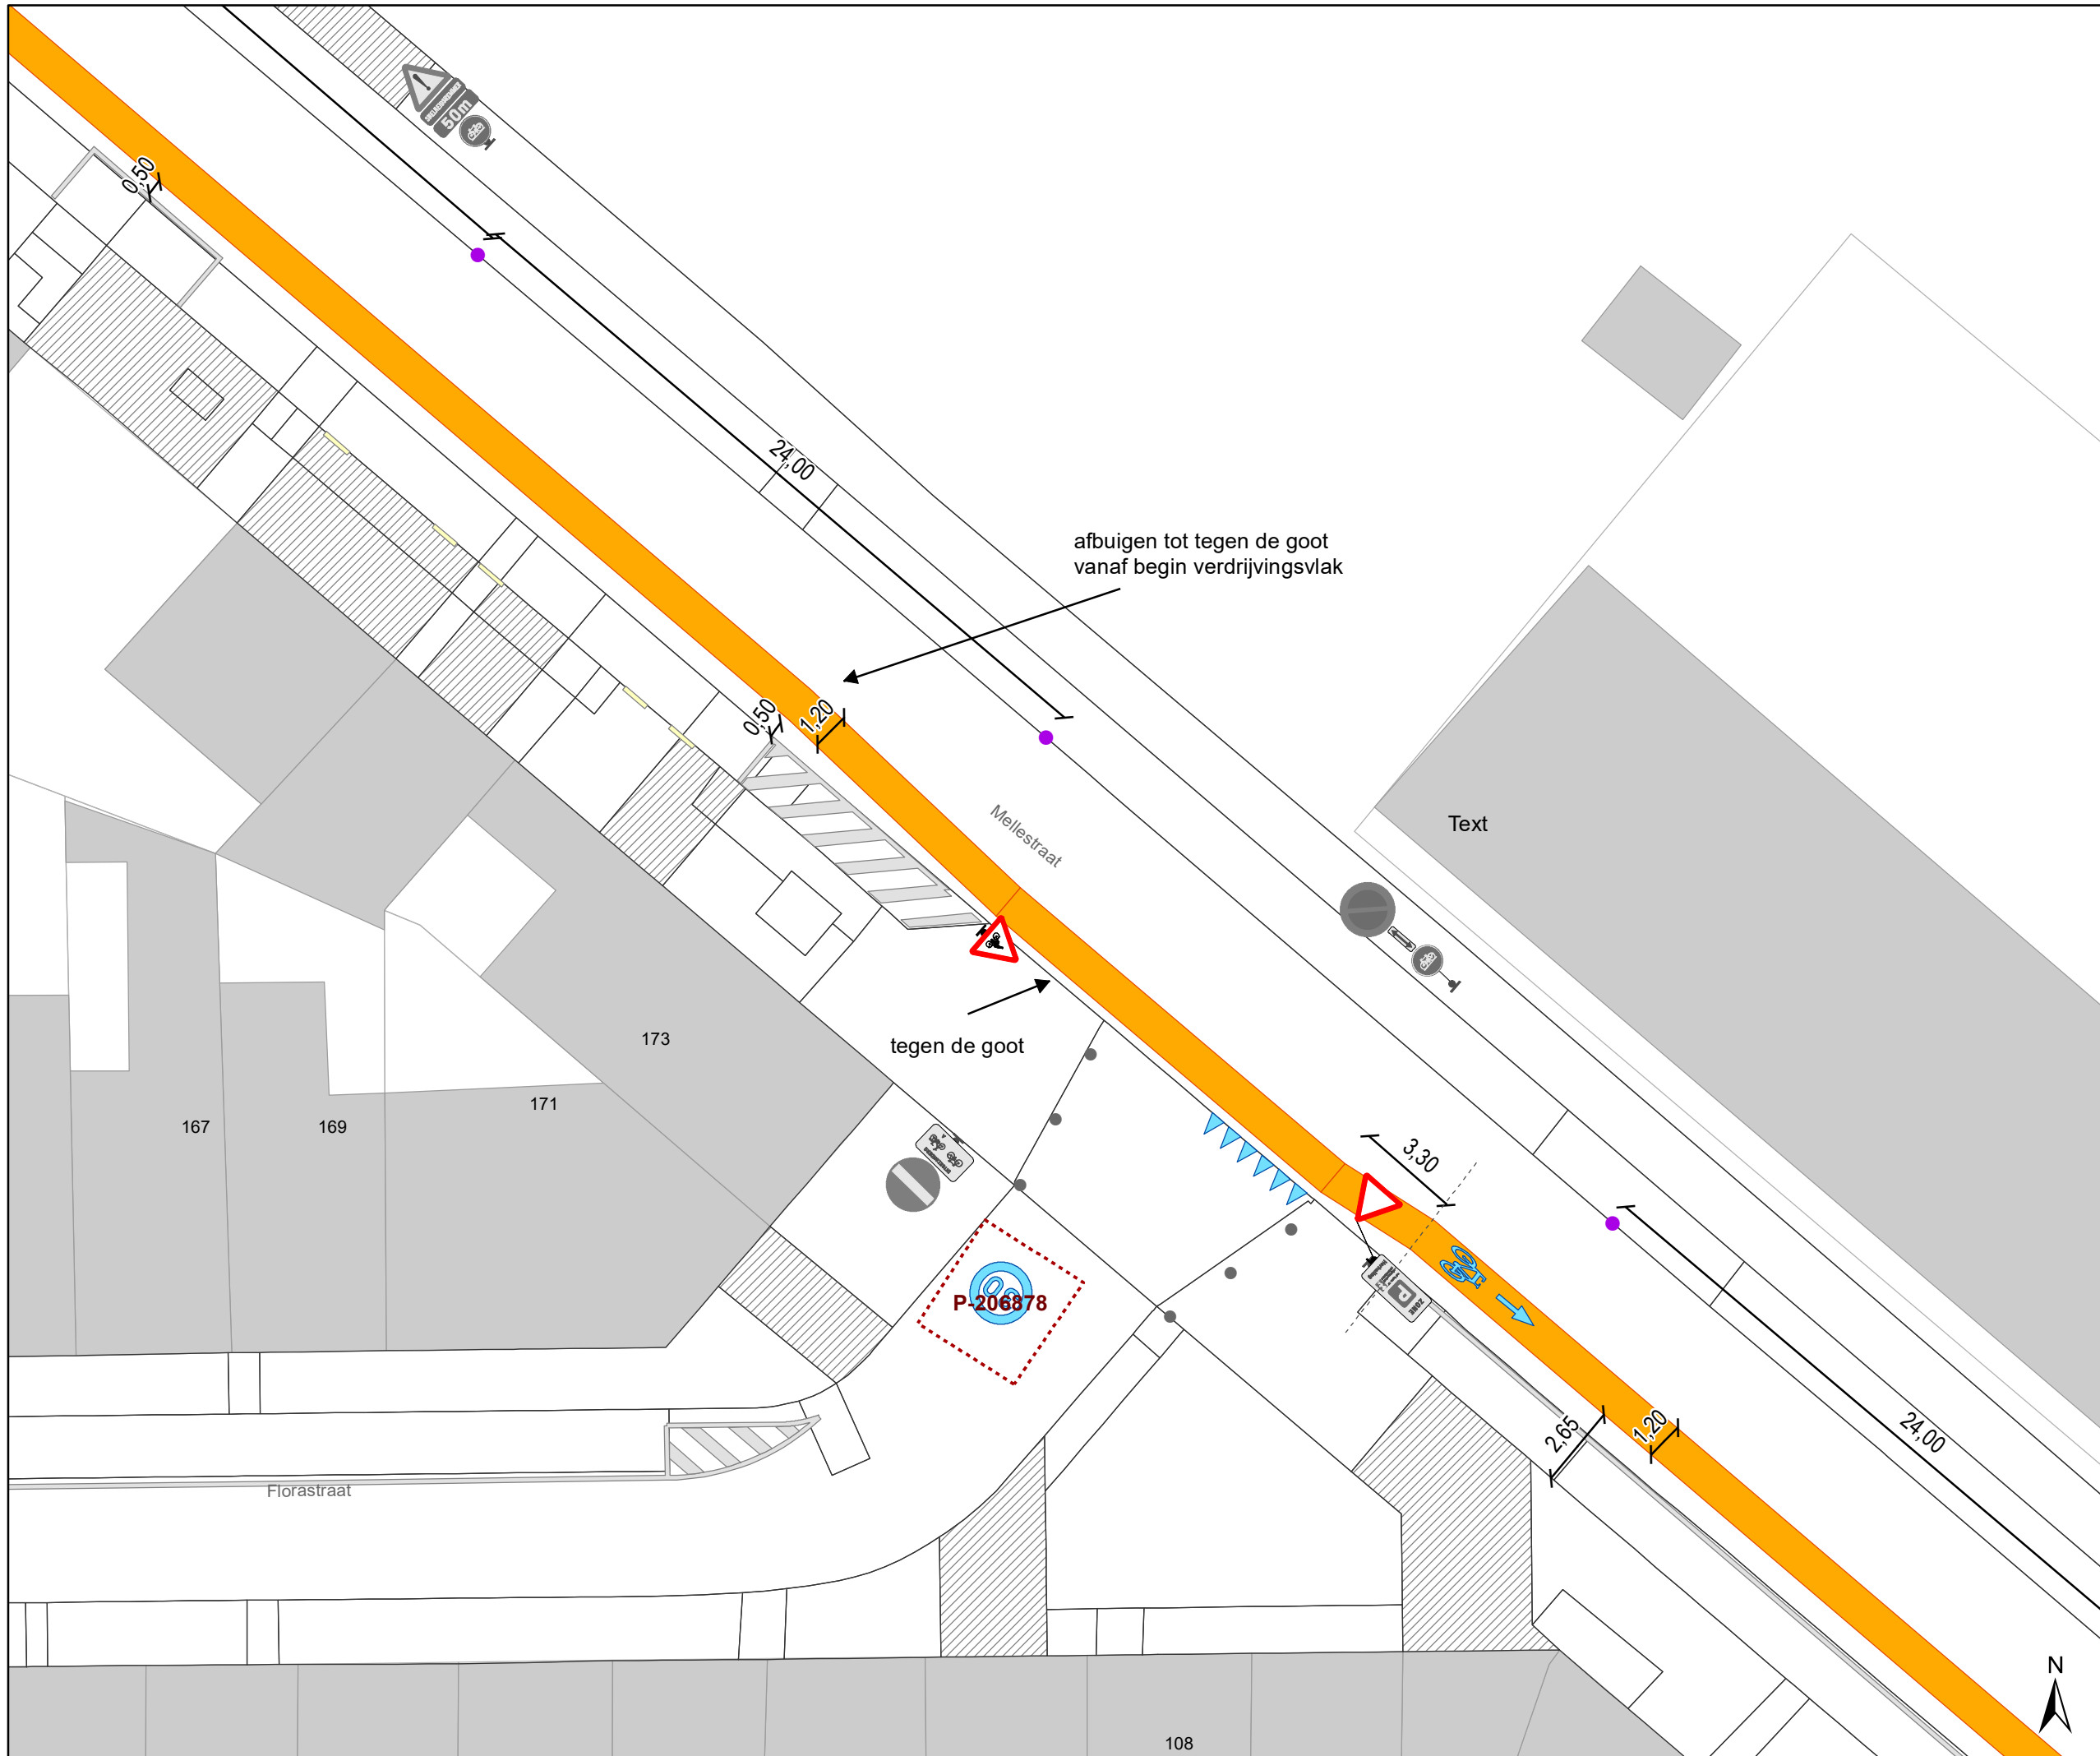 50m
0,50
24,00
afbuigen tot tegen de goot
vanaf begin verdrijvingsvlak
0,50
1,20
Mellestraat
Text
tegen de goot
173
171
167
169
3,30
P-206878
P
ZONE
2,65
1,20
24,00
Florastraat
N
108